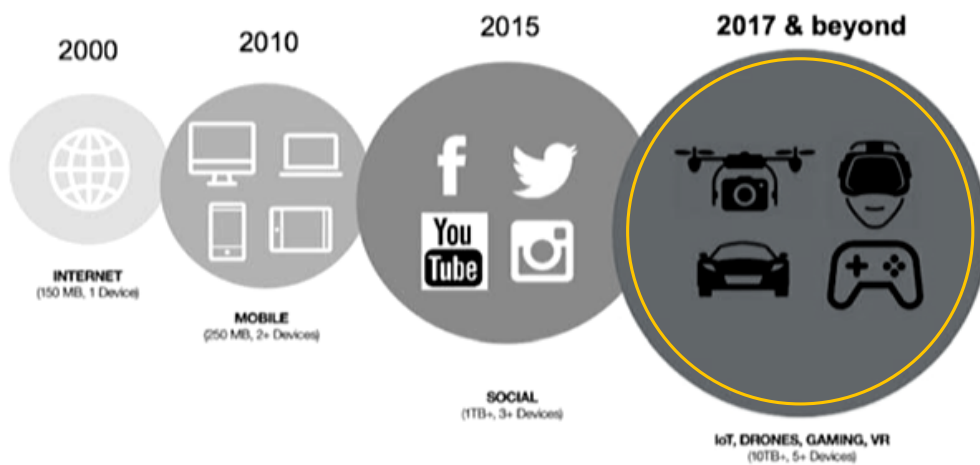 2000
INTERNET
(150 MB, 1 Device)
2010
MOBILE
(250 MB, 2+ Devices)
2015
f
You
Tube
SOCIAL
(1TB+, 3+ Devices)
2017 & beyond
IoT, DRONES, GAMING, VR
(10TB+, 5+ Devices)